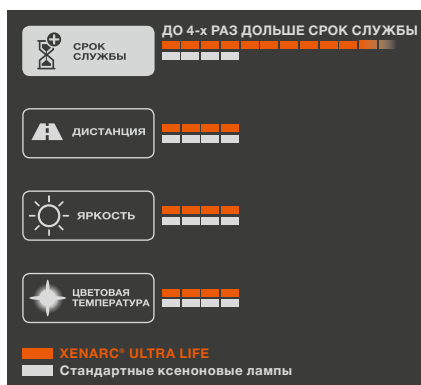 ДО 4-х РАЗ ДОЛЬШЕ СРОК СЛУЖБЫ
СРОК
СЛУЖБЫ
ДИСТАНЦИЯ
ЯРКОСТЬ
ЦВЕТОВАЯ
ТЕМПЕРАТУРА
XENARC® ULTRA LIFE
Стандартные ксеноновые лампы